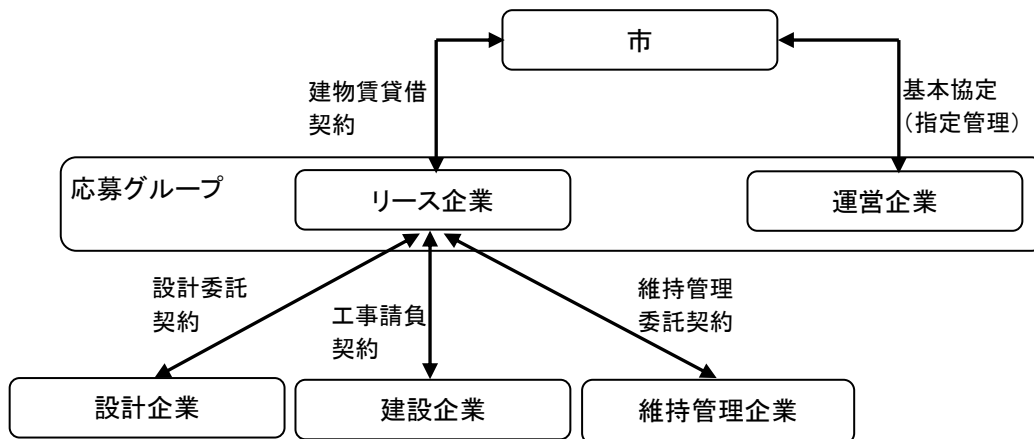 市
建物賃貸借
契約
基本協定
（指定管理）
応募グループ
リース企業
運営企業
設計委託
契約
工事請負
契約
維持管理
委託契約
設計企業
建設企業
維持管理企業